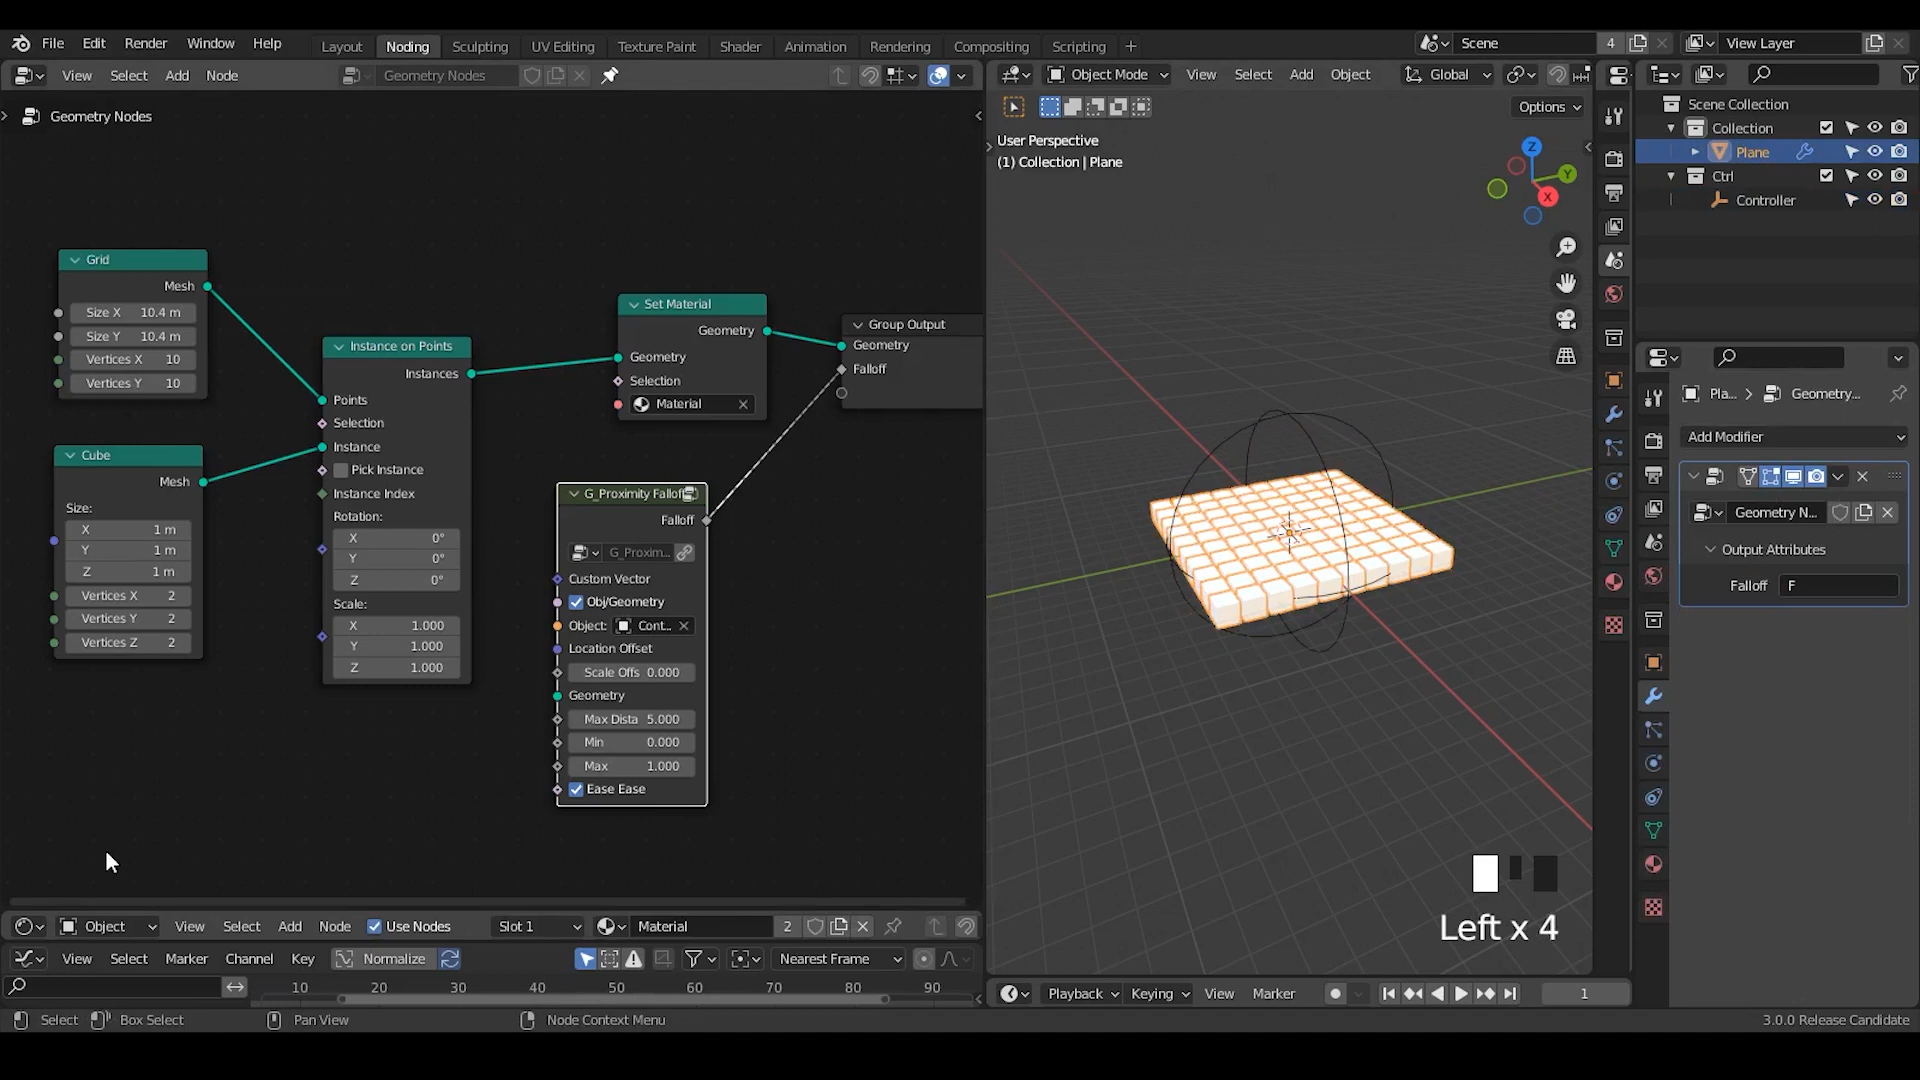 File Edit Render Window Help Layout Noding Sculpting UV Editing Texture Paint Shader Animation Rendering Compositing Scripting + Scene 4 View Layer
View Select Add Node Geometry Nodes Object Mode View Select Add Object Global
Options
Geometry Nodes
User Perspective
(1) Collection | Plane
Z
Y
X
Scene Collection
Collection
Plane
Ctrl
Controller
Grid
Mesh
Size X 10.4 m
Size Y 10.4 m
Vertices X 10
Vertices Y 10
Cube
Mesh
Size:
X 1 m
Y 1 m
Z 1 m
Vertices X 2
Vertices Y 2
Vertices Z 2
Instance on Points
Instances
Points
Selection
Instance
Pick Instance
Instance Index
Rotation:
X 0°
Y 0°
Z 0°
Scale:
X 1.000
Y 1.000
Z 1.000
Set Material
Geometry
Geometry
Selection
Material
Group Output
Geometry
Falloff
G_Proximity Falloff
Falloff
G_Proxim...
Custom Vector
Obj/Geometry
Object: Cont...
Location Offset
Scale Offs 0.000
Geometry
Max Dista 5.000
Min 0.000
Max 1.000
Ease Ease
Pla... > Geometry...
Add Modifier
Geometry N...
Output Attributes
Falloff F
Left x 4
Object View Select Add Node Use Nodes Slot 1 Material 2
View Select Marker Channel Key Normalize Nearest Frame
10 20 30 40 50 60 70 80 90
Playback Keying View Marker 1
Select Box Select Pan View Node Context Menu 3.0.0 Release Candidate